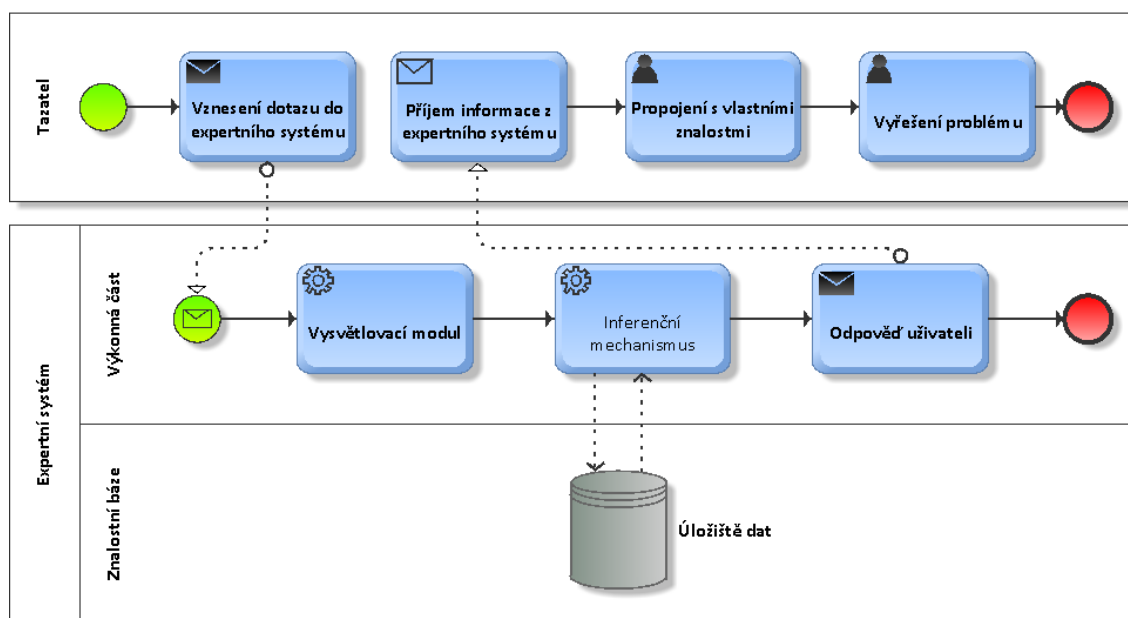 Tazatel
Vznesení dotazu do
expertního systému
Příjem informace z
expertního systému
Propojení s vlastními
znalostmi
Vyřešení problému
Expertní systém
Výkonná část
Vysvětlovací modul
Inferenční
mechanismus
Odpověď uživateli
Znalostní báze
Úložiště dat